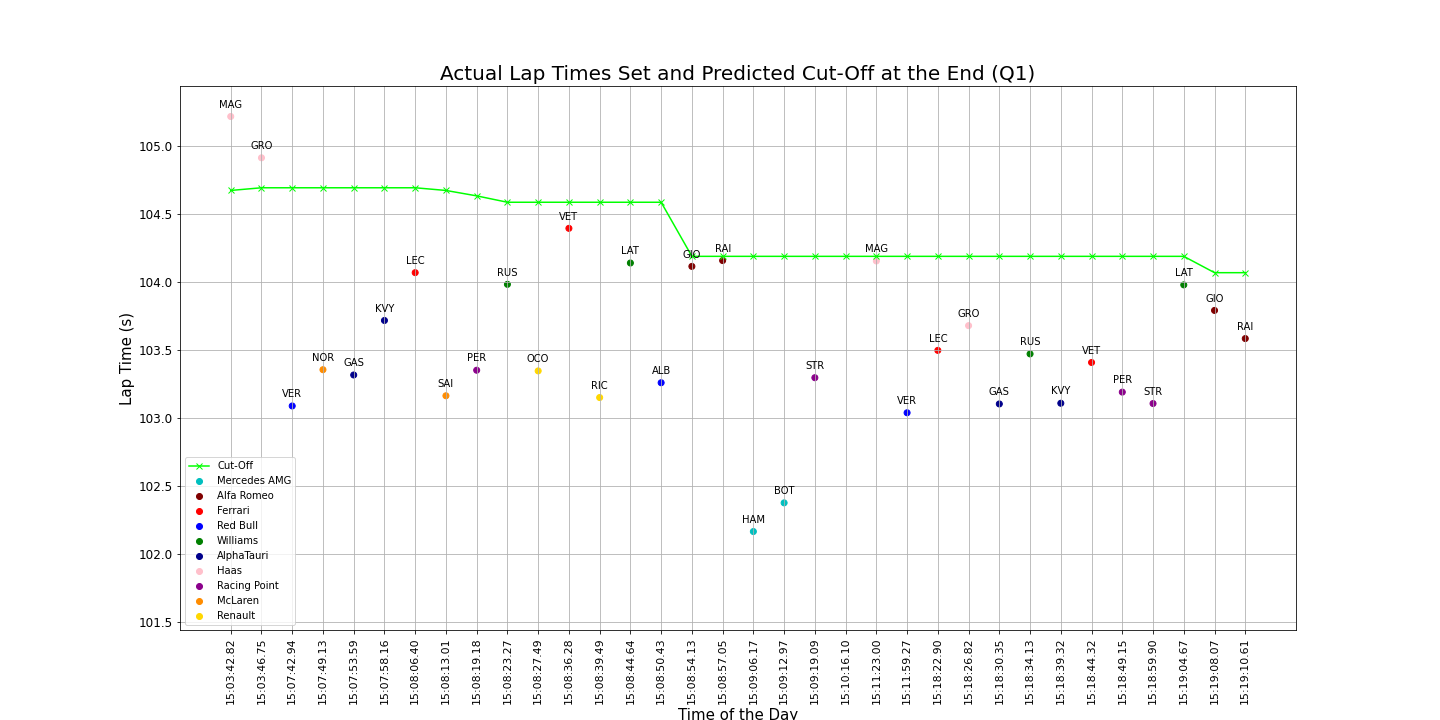 Actual Lap Times Set and Predicted Cut-Off at the End (Q1)
Lap Time (s)
105.0
104.5
104.0
103.5
103.0
102.5
102.0
101.5
MAG
GRO
VER
NOR
GAS
KVY
LEC
SAI
PER
RUS
OCO
VET
RIC
LAT
ALB
GIO
RAI
HAM
BOT
STR
MAG
VER
LEC
GRO
GAS
RUS
KVY
VET
PER
STR
LAT
GIO
RAI
Cut-Off
Mercedes AMG
Alfa Romeo
Ferrari
Red Bull
Williams
AlphaTauri
Haas
Racing Point
McLaren
Renault
15:03:42.82
15:03:46.75
15:07:42.94
15:07:49.13
15:07:53.59
15:07:58.16
15:08:06.40
15:08:13.01
15:08:19.18
15:08:23.27
15:08:27.49
15:08:36.28
15:08:39.49
15:08:44.64
15:08:50.43
15:08:54.13
15:08:57.05
15:09:06.17
15:09:12.97
15:09:19.09
15:10:16.10
15:11:23.00
15:11:59.27
15:18:22.90
15:18:26.82
15:18:30.35
15:18:34.13
15:18:39.32
15:18:44.32
15:18:49.15
15:18:59.90
15:19:04.67
15:19:08.07
15:19:10.61
Time of the Day